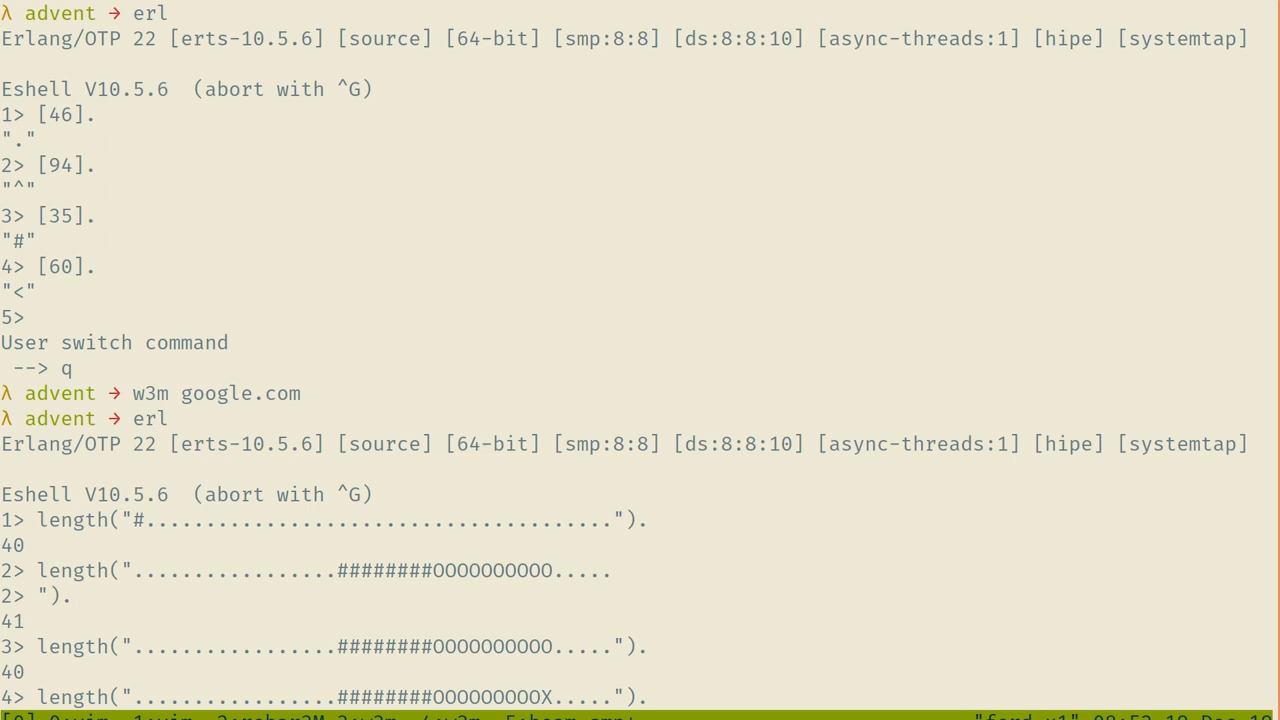 λ advent → erl
Erlang/OTP 22 [erts-10.5.6] [source] [64-bit] [smp:8:8] [ds:8:8:10] [async-threads:1] [hipe] [systemtap]
Eshell V10.5.6  (abort with ^G)
1> [46].
"."
2> [94].
"^"
3> [35].
"#"
4> [60].
"<"
5>
User switch command
 --> q
λ advent → w3m google.com
λ advent → erl
Erlang/OTP 22 [erts-10.5.6] [source] [64-bit] [smp:8:8] [ds:8:8:10] [async-threads:1] [hipe] [systemtap]
Eshell V10.5.6  (abort with ^G)
1> length("#.......................................").
40
2> length(".................########OOOOOOOOOO.....
2> ").
41
3> length(".................########OOOOOOOOOO.....").
40
4> length(".................########OOOOOOOOOX.....").